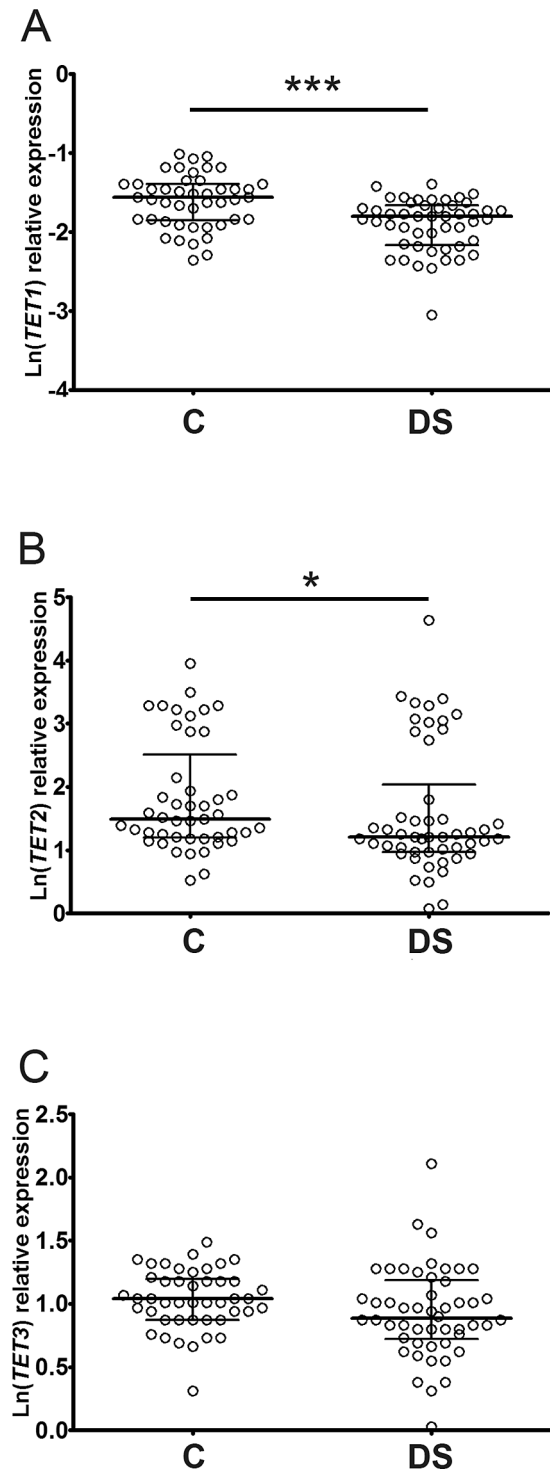 A
0
***
-1
-2
-3
-4
Ln(TET1) relative expression
C DS
B
5
*
4
3
2
1
0
Ln(TET2) relative expression
C DS
C
2.5
2.0
1.5
1.0
0.5
0.0
Ln(TET3) relative expression
C DS